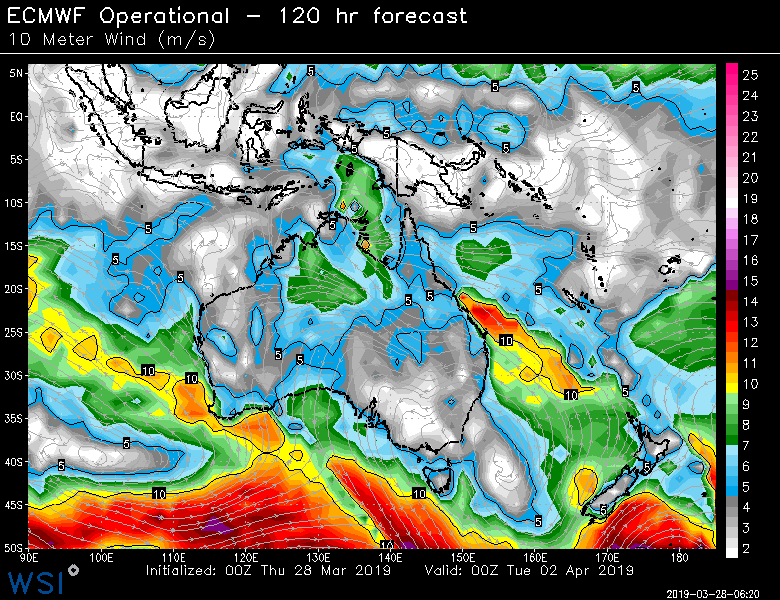 ECMWF Operational – 120 hr forecast
10 Meter Wind (m/s)
5N
EQ
5S
10S
15S
20S
25S
30S
35S
40S
45S
50S
90E 100E 110E 120E 130E 140E 150E 160E 170E 180
25
24
23
22
21
20
19
18
17
16
15
14
13
12
11
10
9
8
7
6
5
4
3
2
5 5 5
5 5 5
5 5 5
5 5 5 5
10
5 5
10 10 10 5
5 5 5
10 10 5 5
10
Initialized: 00Z Thu 28 Mar 2019 Valid: 00Z Tue 02 Apr 2019
WSI
2019-03-28-06:20